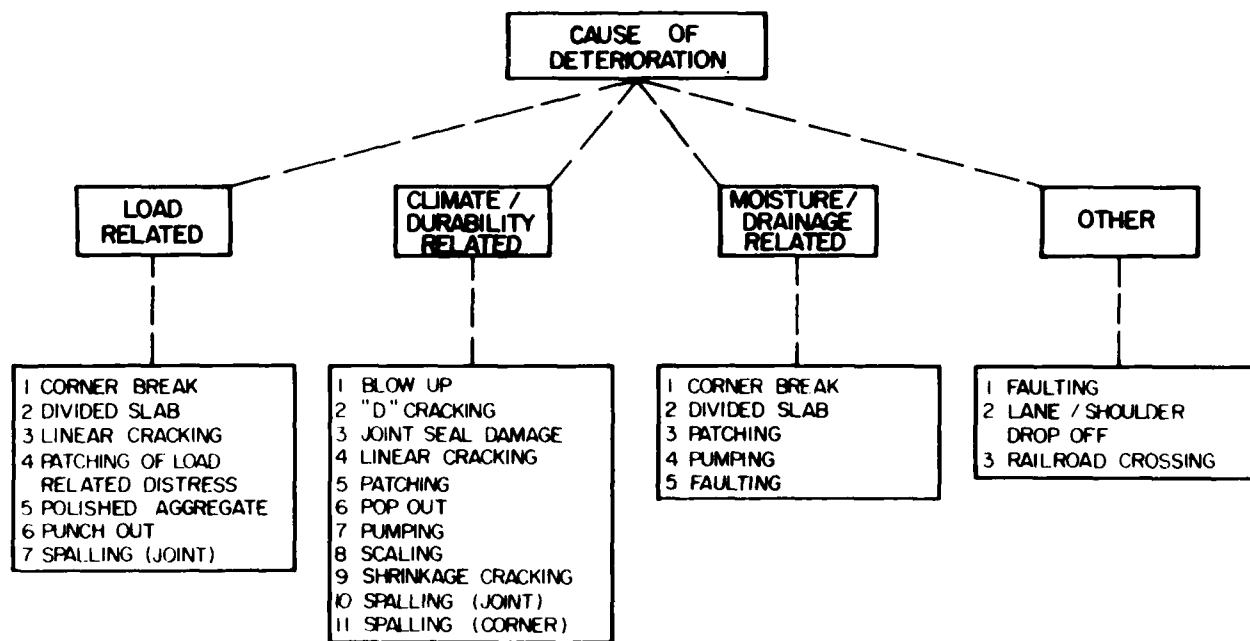 CAUSE OF
DETERIORATION
LOAD
RELATED
CLIMATE /
DURABILITY
RELATED
MOISTURE/
DRAINAGE
RELATED
OTHER
1 CORNER BREAK
2 DIVIDED SLAB
3 LINEAR CRACKING
4 PATCHING OF LOAD
RELATED DISTRESS
5 POLISHED AGGREGATE
6 PUNCH OUT
7 SPALLING (JOINT)
1 BLOW UP
2 "D" CRACKING
3 JOINT SEAL DAMAGE
4 LINEAR CRACKING
5 PATCHING
6 POP OUT
7 PUMPING
8 SCALING
9 SHRINKAGE CRACKING
10 SPALLING (JOINT)
11 SPALLING (CORNER)
1 CORNER BREAK
2 DIVIDED SLAB
3 PATCHING
4 PUMPING
5 FAULTING
1 FAULTING
2 LANE / SHOULDER
DROP OFF
3 RAILROAD CROSSING